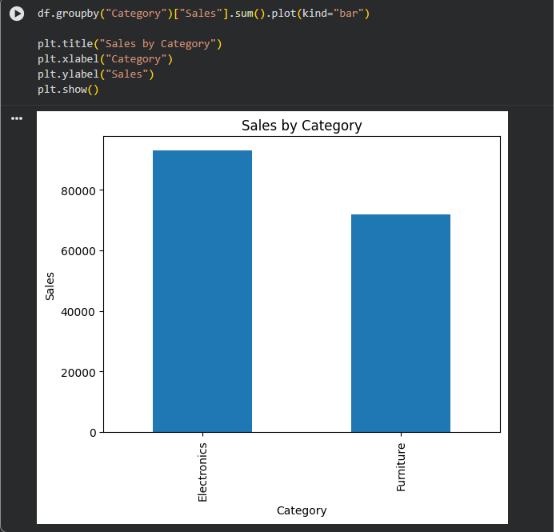 df.groupby("Category")["Sales"].sum().plot(kind="bar")
plt.title("Sales by Category")
plt.xlabel("Category")
plt.ylabel("Sales")
plt.show()
Sales by Category
80000
60000
40000
20000
0
Sales
Electronics
Furniture
Category